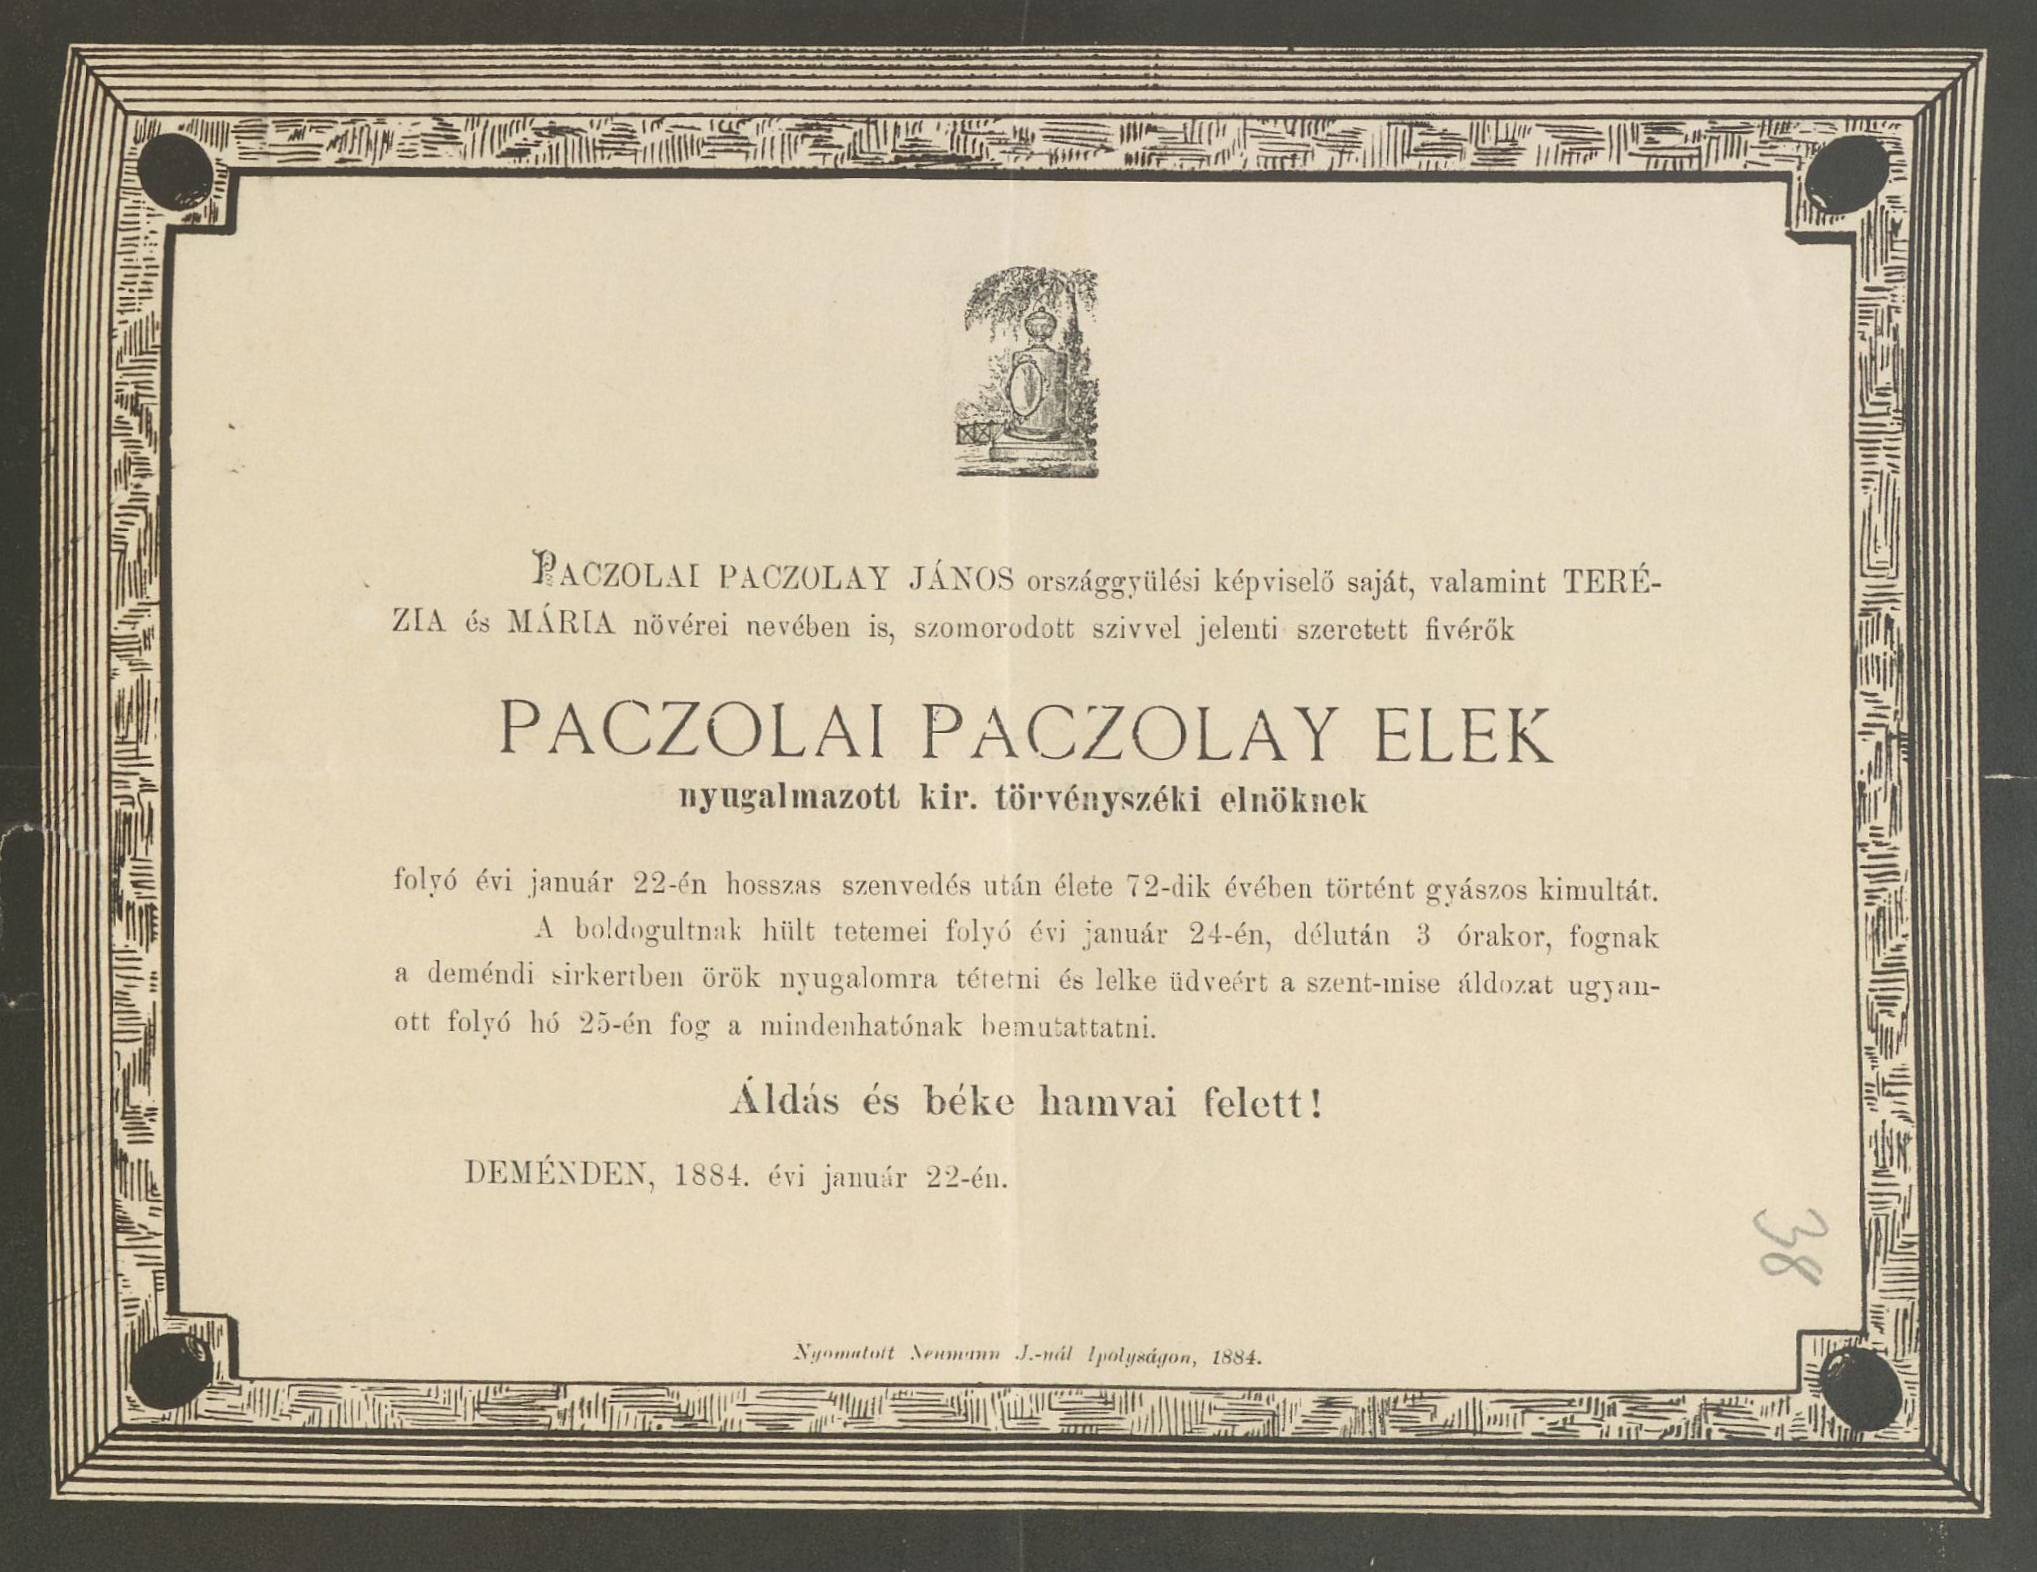 PACZOLAI PACZOLAY JÁNOS országgyülési képviselő saját, valamint TERÉ-
ZIA és MÁRIA növérei nevében is, szomorodott szivvel jelenti szeretett fivérők
PACZOLAI PACZOLAY ELEK
nyugalmazott kir. törvényszéki elnöknek
folyó évi január 22-én hosszas szenvedés után élete 72-dik évében történt gyászos kimultát.
A boldogultnak hült tetemei folyó évi január 24-én, délután 3 órakor, fognak
a deméndi sirkertben örök nyugalomra tétetni és lelke üdveért a szent-mise áldozat ugyan-
ott folyó hó 25-én fog a mindenhatónak bemutattatni.
Áldás és béke hamvai felett!
DEMÉNDEN, 1884. évi január 22-én.
38
Nyomatott Neumann J.-nál Ipolyságon, 1884.